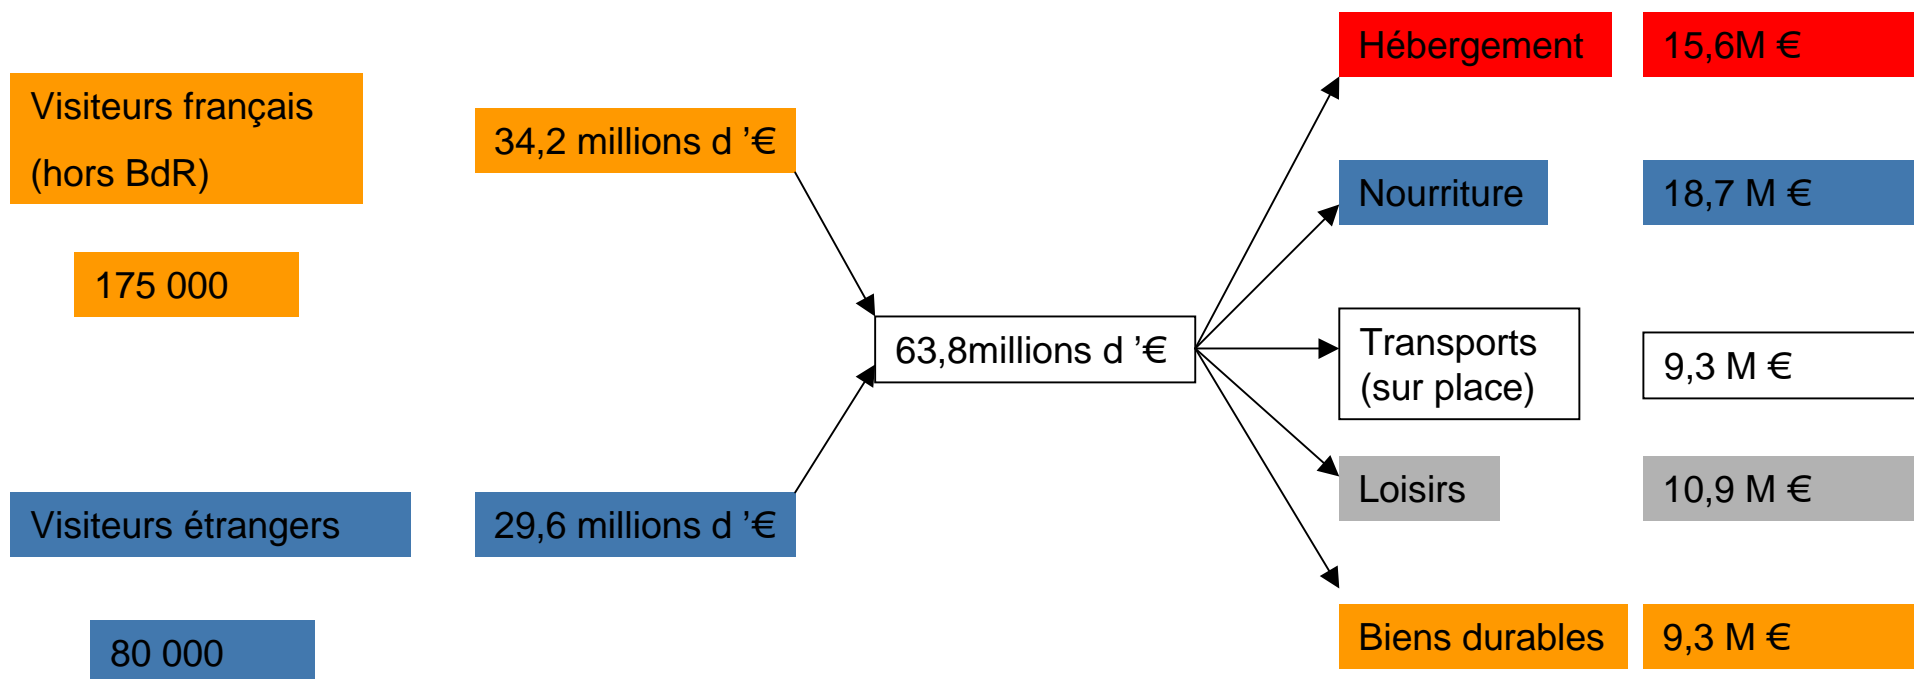 Visiteurs français
(hors BdR)
175 000
34,2 millions d ’€
Visiteurs étrangers
80 000
29,6 millions d ’€
63,8millions d ’€
Hébergement
15,6M €
Nourriture
18,7 M €
Transports
(sur place)
9,3 M €
Loisirs
10,9 M €
Biens durables
9,3 M €